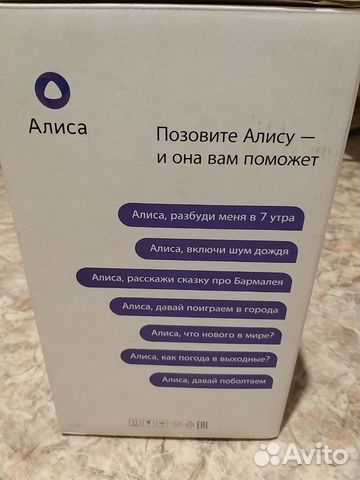 Алиса
Позовите Алису —
и она вам поможет
Алиса, разбуди меня в 7 утра
Алиса, включи шум дождя
Алиса, расскажи сказку про Бармалея
Алиса, давай поиграем в города
Алиса, что нового в мире?
Алиса, как погода в выходные?
Алиса, давай поболтаем
EAC
Avito